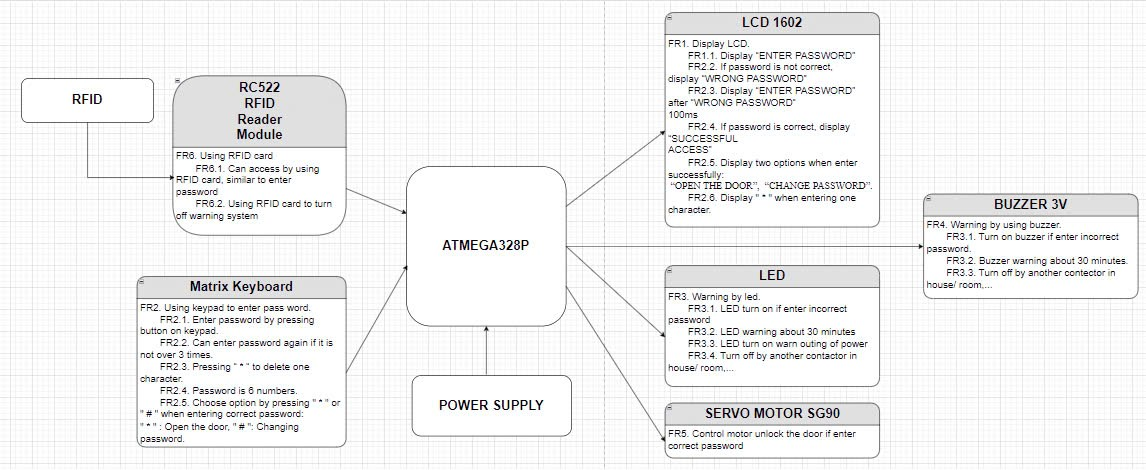 RFID
RC522
RFID
Reader
Module
FR6. Using RFID card
FR6.1. Can access by using
RFID card, similar to enter
password
FR6.2. Using RFID card to turn
off warning system
Matrix Keyboard
FR2. Using keypad to enter pass word.
FR2.1. Enter password by pressing
button on keypad.
FR2.2. Can enter password again if it is
not over 3 times.
FR2.3. Pressing " * " to delete one
character.
FR2.4. Password is 6 numbers.
FR2.5. Choose option by pressing " * " or
" # " when entering correct password:
" * " : Open the door, " # ": Changing
password.
ATMEGA328P
POWER SUPPLY
LCD 1602
FR1. Display LCD.
FR1.1. Display “ENTER PASSWORD”
FR2.2. If password is not correct,
display “WRONG PASSWORD”
FR2.3. Display “ENTER PASSWORD”
after “WRONG PASSWORD”
100ms
FR2.4. If password is correct, display
“SUCCESSFUL
ACCESS”
FR2.5. Display two options when enter
successfully:
“OPEN THE DOOR”, “CHANGE PASSWORD”.
FR2.6. Display " * " when entering one
character.
LED
FR3. Warning by led.
FR3.1. LED turn on if enter incorrect
password
FR3.2. LED warning about 30 minutes
FR3.3. LED turn on warn outing of power
FR3.4. Turn off by another contactor in
house/ room,...
SERVO MOTOR SG90
FR5. Control motor unlock the door if enter
correct password
BUZZER 3V
FR4. Warning by using buzzer.
FR3.1. Turn on buzzer if enter incorrect
password.
FR3.2. Buzzer warning about 30 minutes.
FR3.3. Turn off by another contector in
house/ room,...